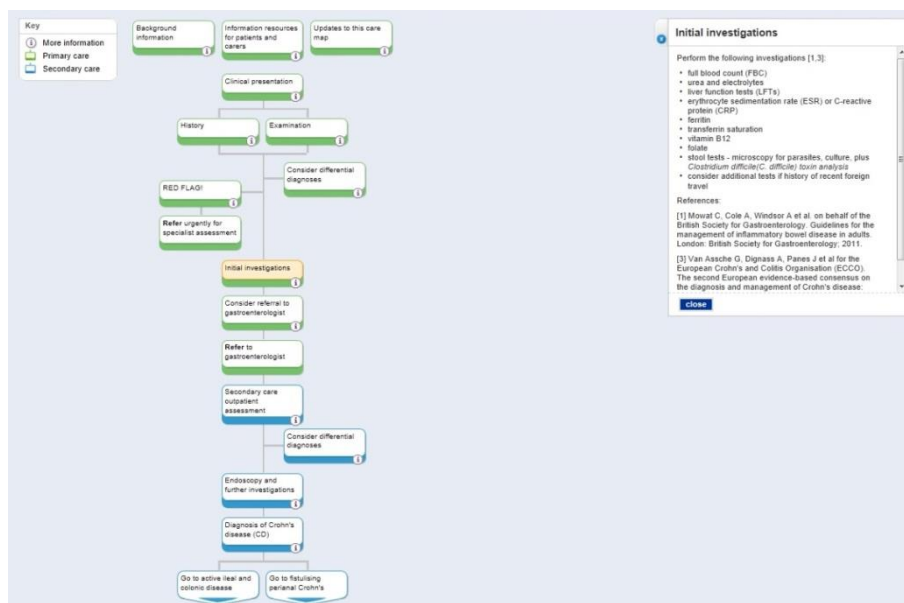 Key
More information
Primary care
Secondary care
Background
information
Information resources
for patients and
carers
Updates to this care
map
Clinical presentation
History
Examination
Consider differential
diagnoses
RED FLAG!
Refer urgently for
specialist assessment
Initial investigations
Consider referral to
gastroenterologist
Refer to
gastroenterologist
Secondary care
outpatient
assessment
Consider differential
diagnoses
Endoscopy and
further investigations
Diagnosis of Crohn's
disease (CD)
Go to active ileal and
colonic disease
Go to fistulising
perianal Crohn's
Initial investigations
Perform the following investigations [1,3]:
• full blood count (FBC)
• urea and electrolytes
• liver function tests (LFTs)
• erythrocyte sedimentation rate (ESR) or C-reactive
protein (CRP)
• ferritin
• transferrin saturation
• vitamin B12
• folate
• stool tests - microscopy for parasites, culture, plus
Clostridium difficile(C. difficile) toxin analysis
• consider additional tests if history of recent foreign
travel
References:
[1] Mowat C, Cole A, Windsor A et al. on behalf of the
British Society for Gastroenterology. Guidelines for the
management of inflammatory bowel disease in adults.
London: British Society for Gastroenterology; 2011.
[3] Van Assche G, Dignass A, Panes J et al for the
European Crohn's and Colitis Organisation (ECCO).
The second European evidence-based consensus on
the diagnosis and management of Crohn's disease:
close